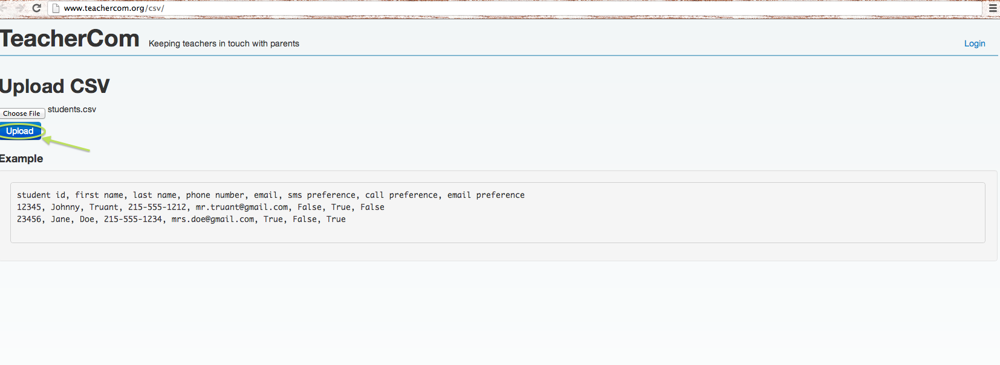 www.teachercom.org/csv/
TeacherCom Keeping teachers in touch with parents Login
Upload CSV
Choose File students.csv
Upload
Example
student id, first name, last name, phone number, email, sms preference, call preference, email preference
12345, Johnny, Truant, 215-555-1212, mr.truant@gmail.com, False, True, False
23456, Jane, Doe, 215-555-1234, mrs.doe@gmail.com, True, False, True